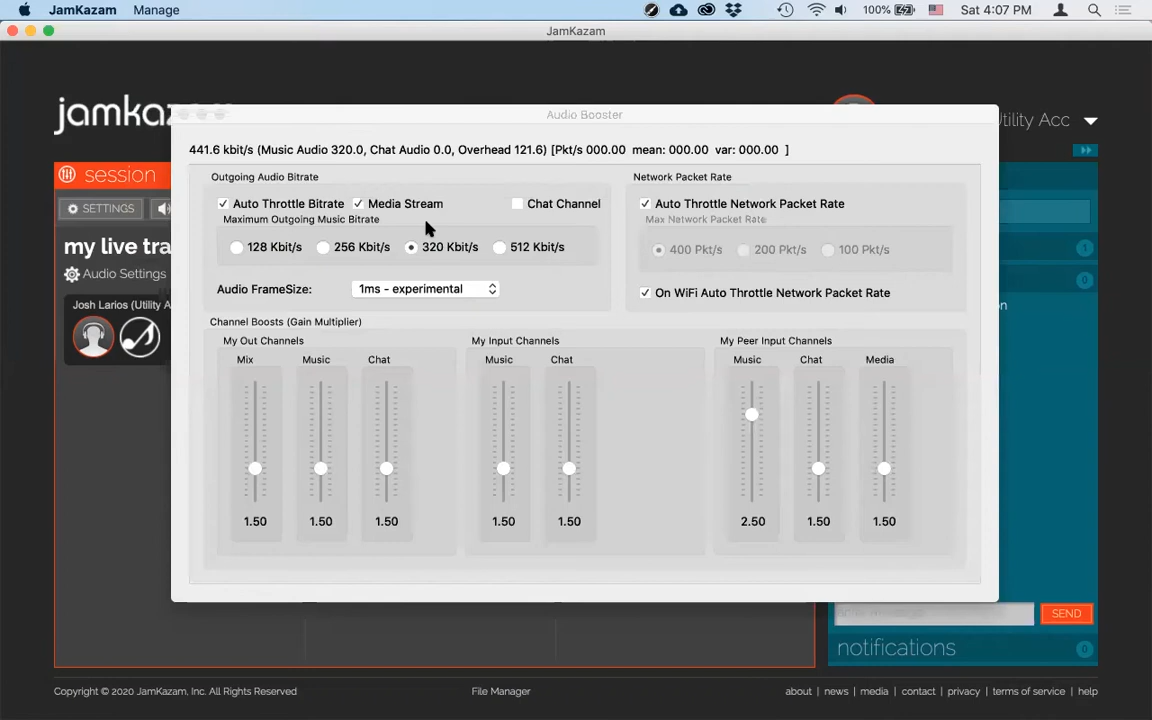 JamKazam Manage 100% Sat 4:07 PM
JamKazam
jamkaza
Utility Acc
Audio Booster
441.6 kbit/s (Music Audio 320.0, Chat Audio 0.0, Overhead 121.6) [Pkt/s 000.00 mean: 000.00 var: 000.00 ]
session
SETTINGS
my live tra
Audio Settings
Josh Larios (Utility A
Outgoing Audio Bitrate
Auto Throttle Bitrate Media Stream Chat Channel
Maximum Outgoing Music Bitrate
128 Kbit/s 256 Kbit/s 320 Kbit/s 512 Kbit/s
Audio FrameSize: 1ms - experimental
Network Packet Rate
Auto Throttle Network Packet Rate
Max Network Packet Rate
400 Pkt/s 200 Pkt/s 100 Pkt/s
On WiFi Auto Throttle Network Packet Rate
Channel Boosts (Gain Multiplier)
My Out Channels
Mix Music Chat
1.50 1.50 1.50
My Input Channels
Music Chat
1.50 1.50
My Peer Input Channels
Music Chat Media
2.50 1.50 1.50
1
0
on
SEND
notifications 0
Copyright © 2020 JamKazam, Inc. All Rights Reserved File Manager about | news | media | contact | privacy | terms of service | help